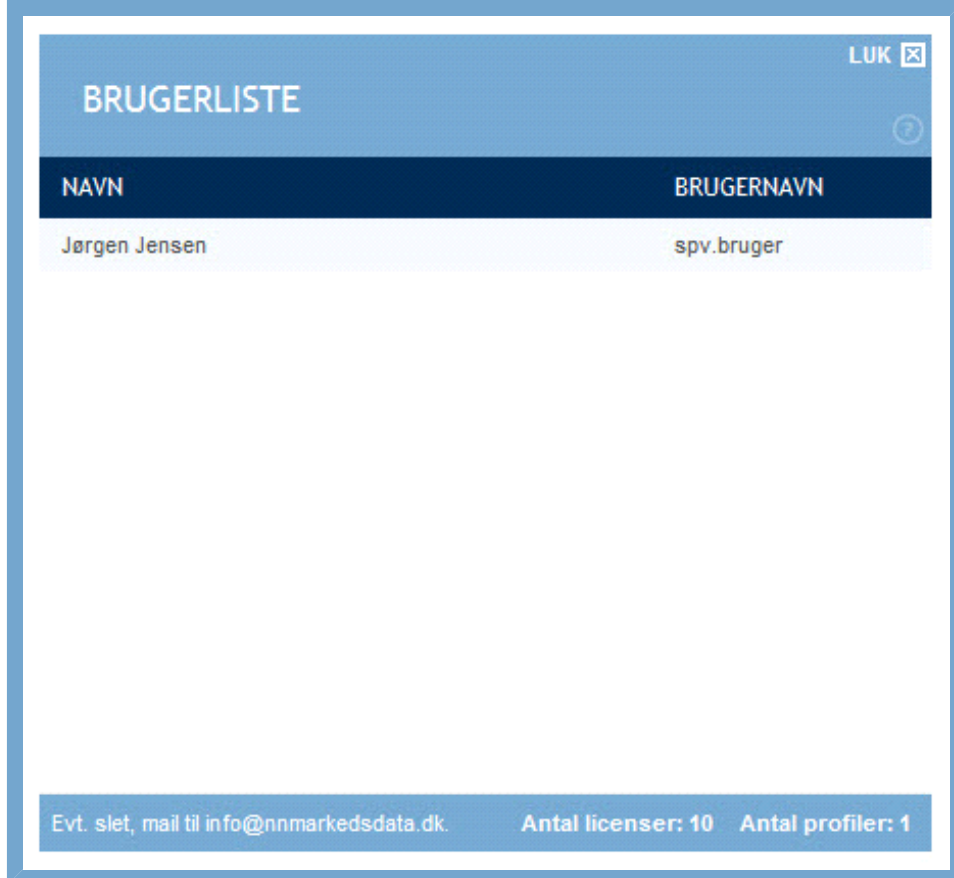 LUK
BRUGERLISTE
?
NAVN BRUGERNAVN
Jørgen Jensen spv.bruger
Evt. slet, mail til info@nnmarkedsdata.dk. Antal licenser: 10 Antal profiler: 1